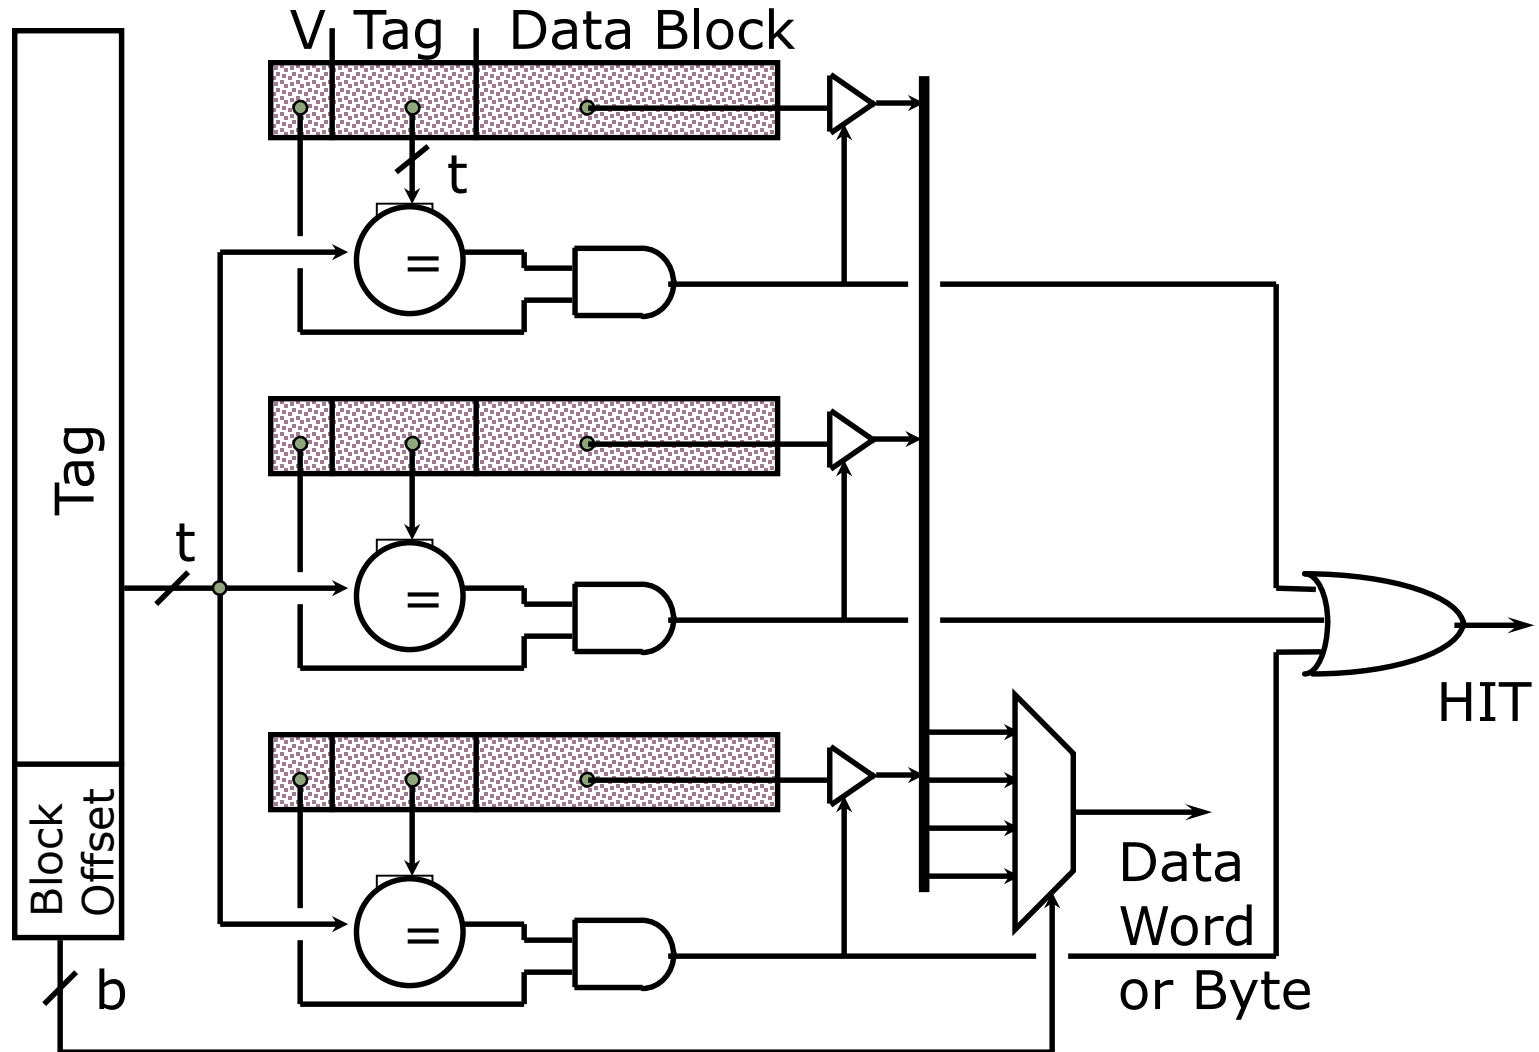 V Tag Data Block
t
=
Tag
t
=
HIT
Block
Offset
=
Data
Word
or Byte
b